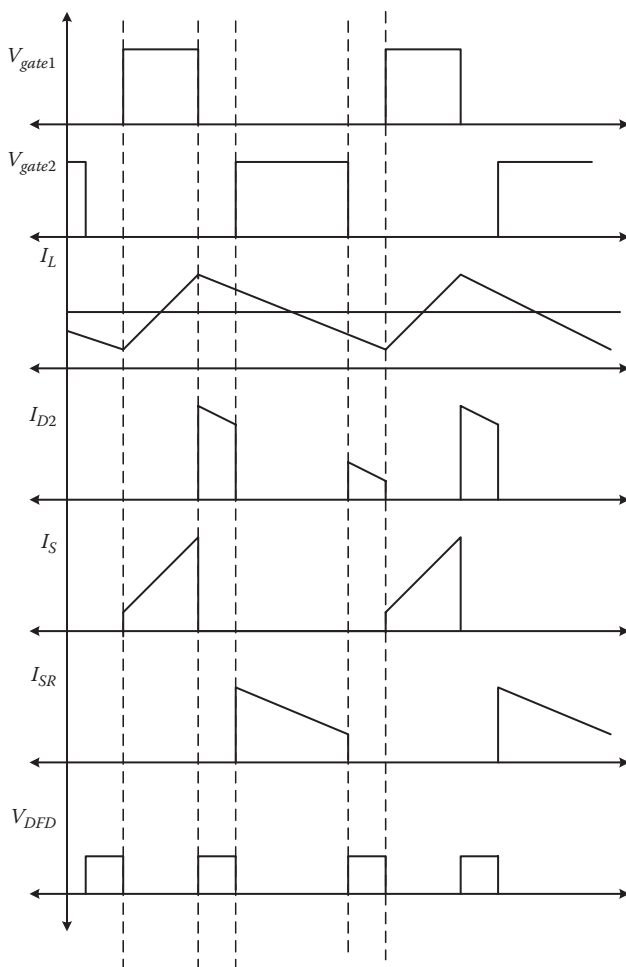 V_gate1
V_gate2
I_L
I_D2
I_S
I_SR
V_DFD